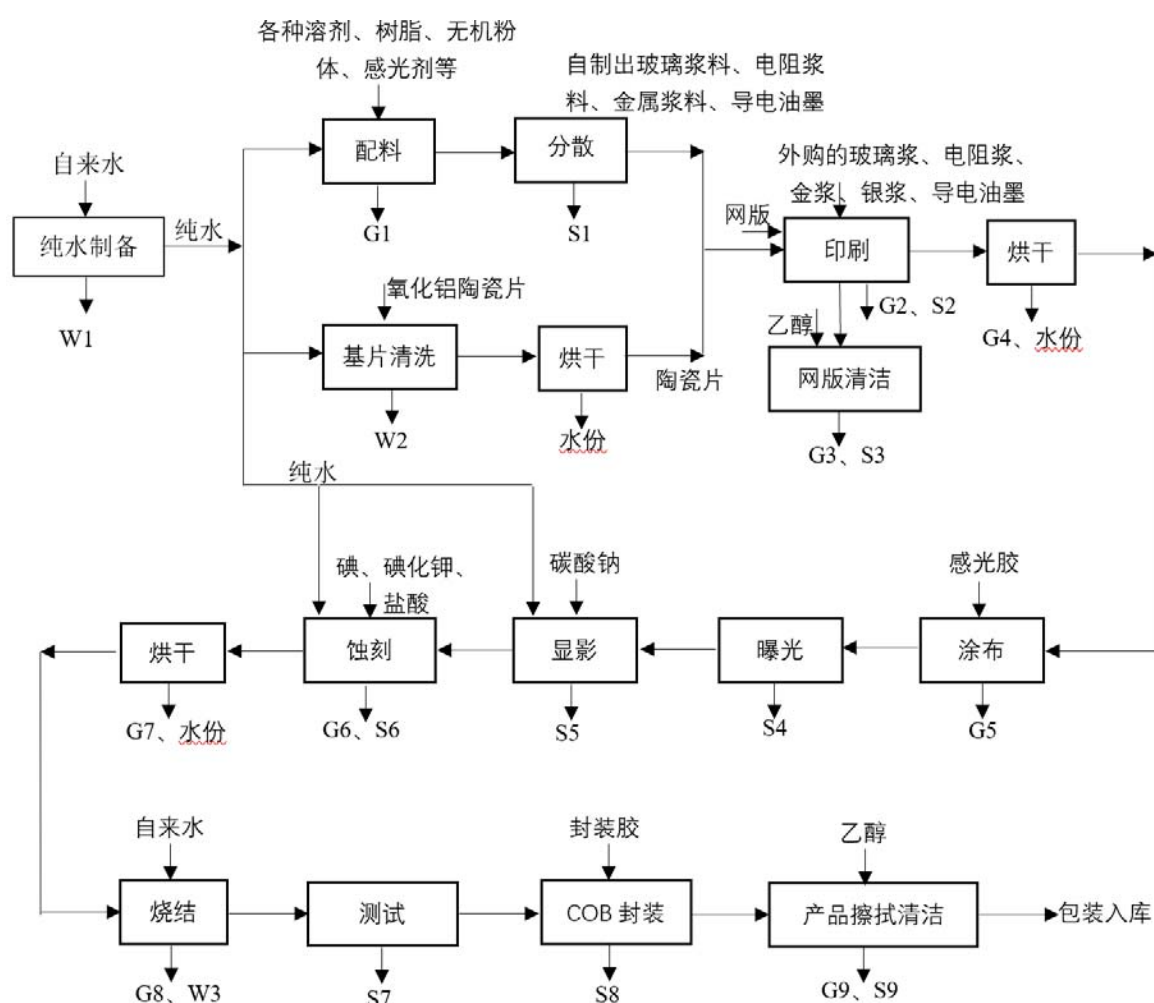 各种溶剂、树脂、无机粉
体、感光剂等
自制出玻璃浆料、电阻浆
料、金属浆料、导电油墨
自来水
配料
分散
外购的玻璃浆、电阻浆、
金浆、银浆、导电油墨
纯水制备
纯水
G1
S1
网版
印刷
烘干
W1
氧化铝陶瓷片
G2、S2
G4、水份
基片清洗
烘干
陶瓷片
乙醇
网版清洁
W2
水份
G3、S3
纯水
碘、碘化钾、
盐酸
碳酸钠
感光胶
烘干
蚀刻
显影
曝光
涂布
G7、水份
G6、S6
S5
S4
G5
自来水
封装胶
乙醇
烧结
测试
COB 封装
产品擦拭清洁
包装入库
G8、W3
S7
S8
G9、S9